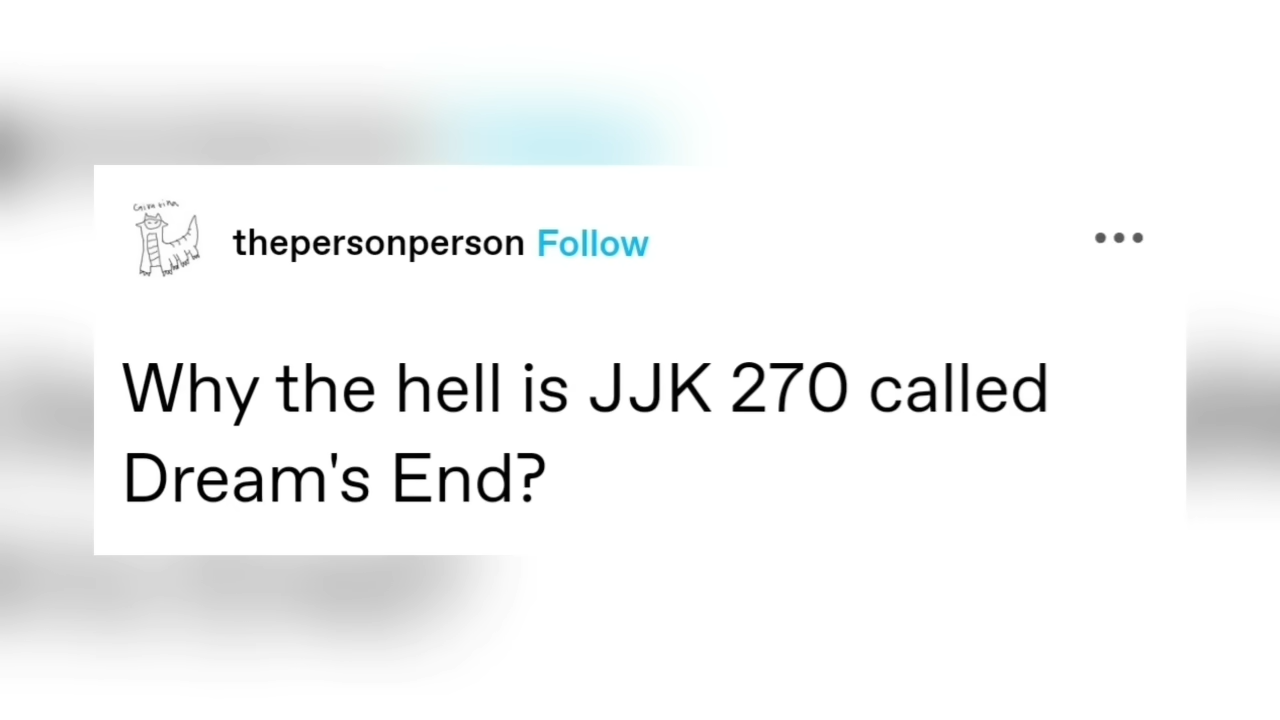 thepersonperson Follow
Why the hell is JJK 270 called
Dream's End?